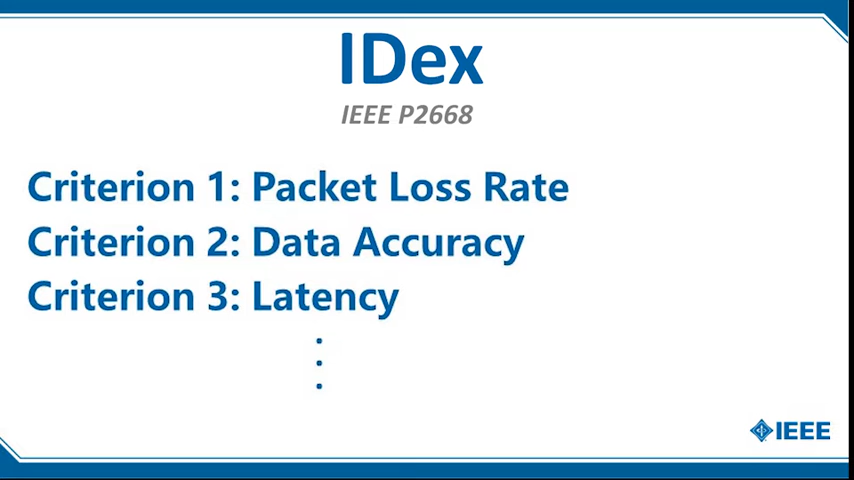 IDex
IEEE P2668
Criterion 1: Packet Loss Rate
Criterion 2: Data Accuracy
Criterion 3: Latency
.
.
.
IEEE